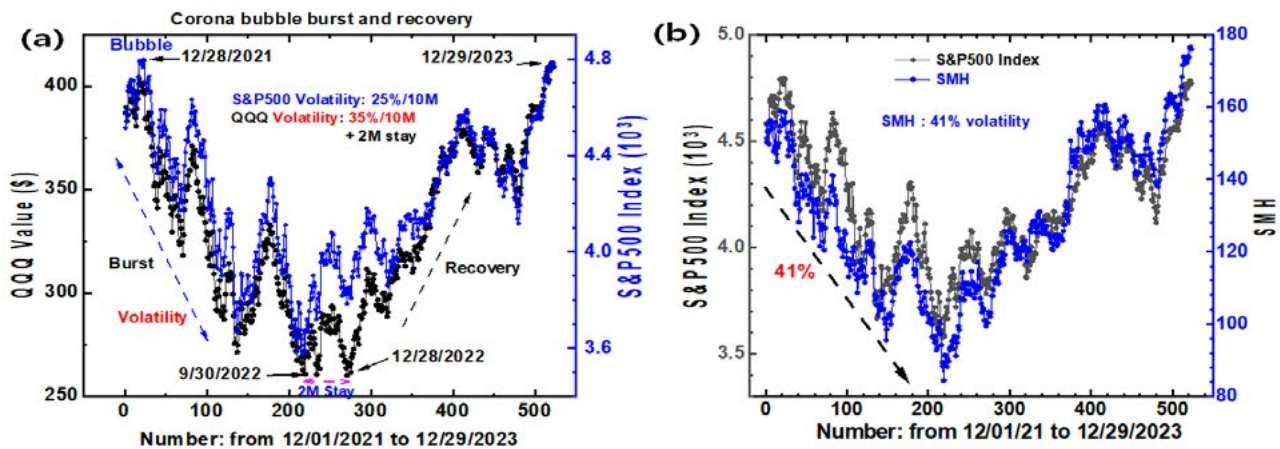 Corona bubble burst and recovery
(a)
Bubble
12/28/2021
12/29/2023
S&P500 Volatility: 25%/10M
QQQ Volatility: 35%/10M
+ 2M stay
Burst
Volatility
Recovery
9/30/2022
12/28/2022
2M Stay
QQQ Value ($)
400
350
300
250
S&P500 Index (10³)
4.8
4.4
4.0
3.6
0 100 200 300 400 500
Number: from 12/01/2021 to 12/29/2023
(b)
S&P500 Index
SMH
SMH : 41% volatility
41%
S&P500 Index (10³)
5.0
4.5
4.0
3.5
SMH
180
160
140
120
100
80
0 100 200 300 400 500
Number: from 12/01/21 to 12/29/2023